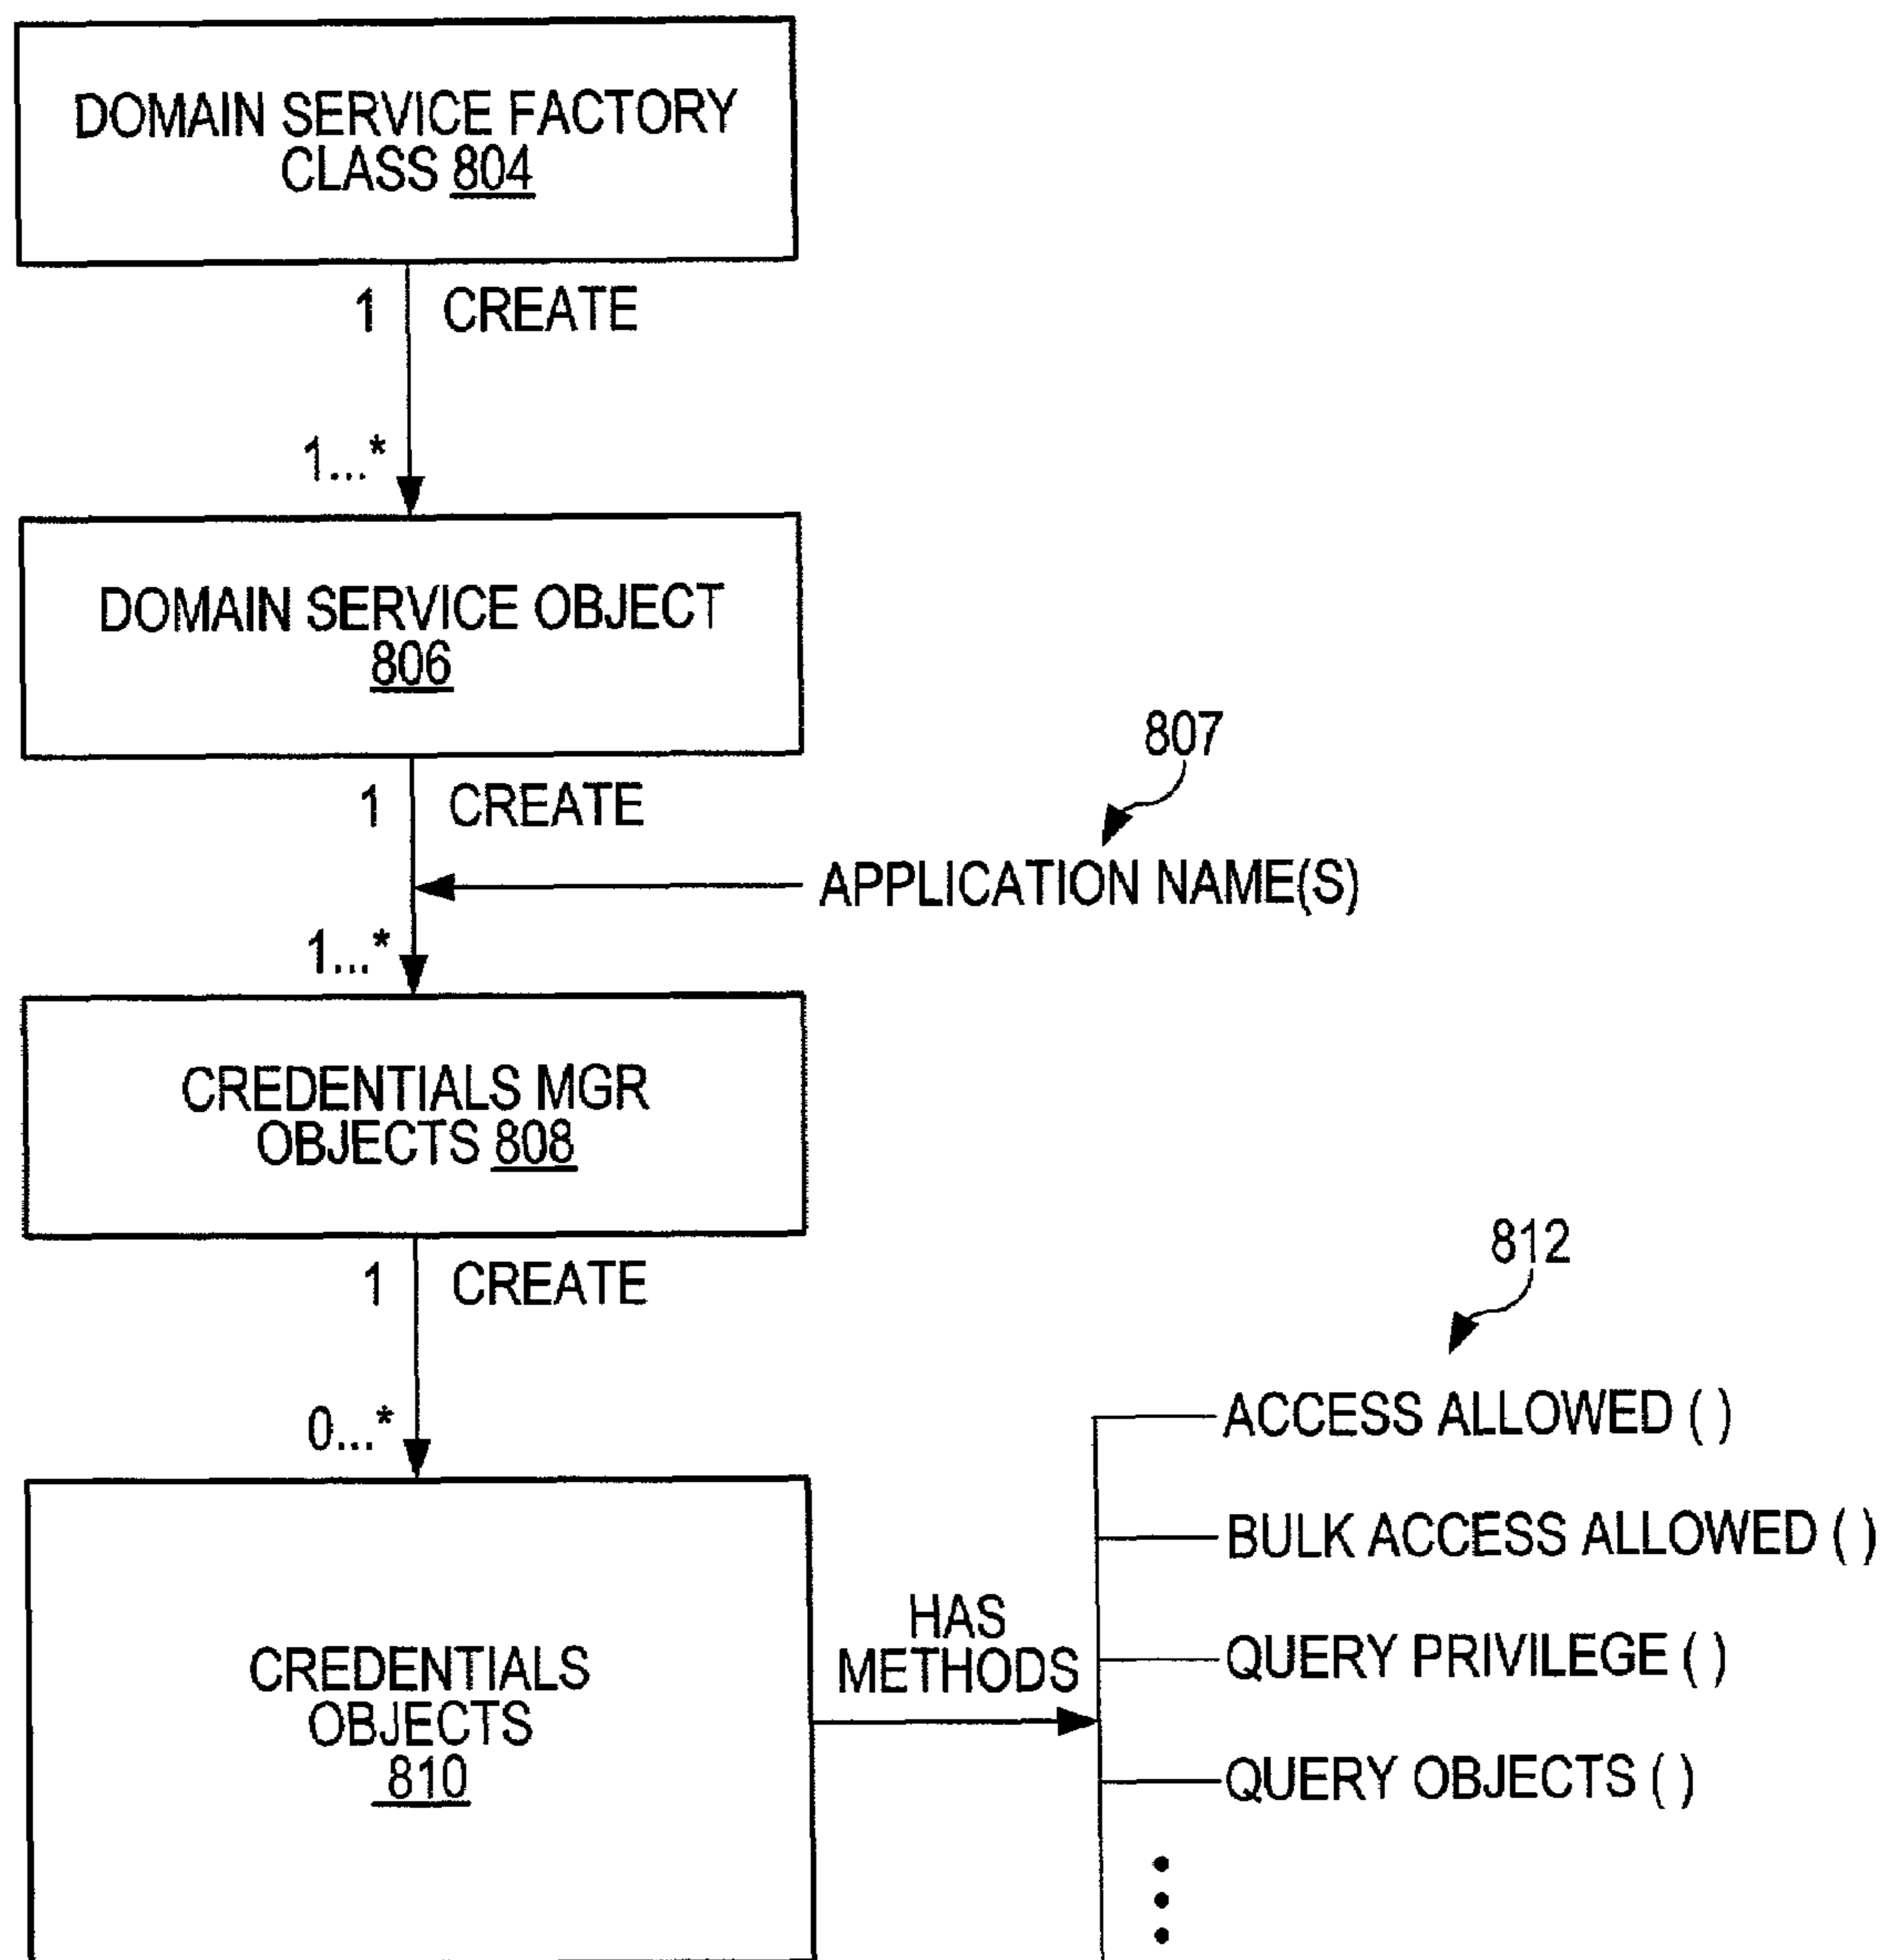 DOMAIN SERVICE FACTORY
CLASS 804
1 CREATE
1...*
DOMAIN SERVICE OBJECT
806
807
1 CREATE
APPLICATION NAME(S)
1...*
CREDENTIALS MGR
OBJECTS 808
1 CREATE
812
0...*
ACCESS ALLOWED ( )
BULK ACCESS ALLOWED ( )
HAS
METHODS
QUERY PRIVILEGE ( )
CREDENTIALS
OBJECTS
810
QUERY OBJECTS ( )